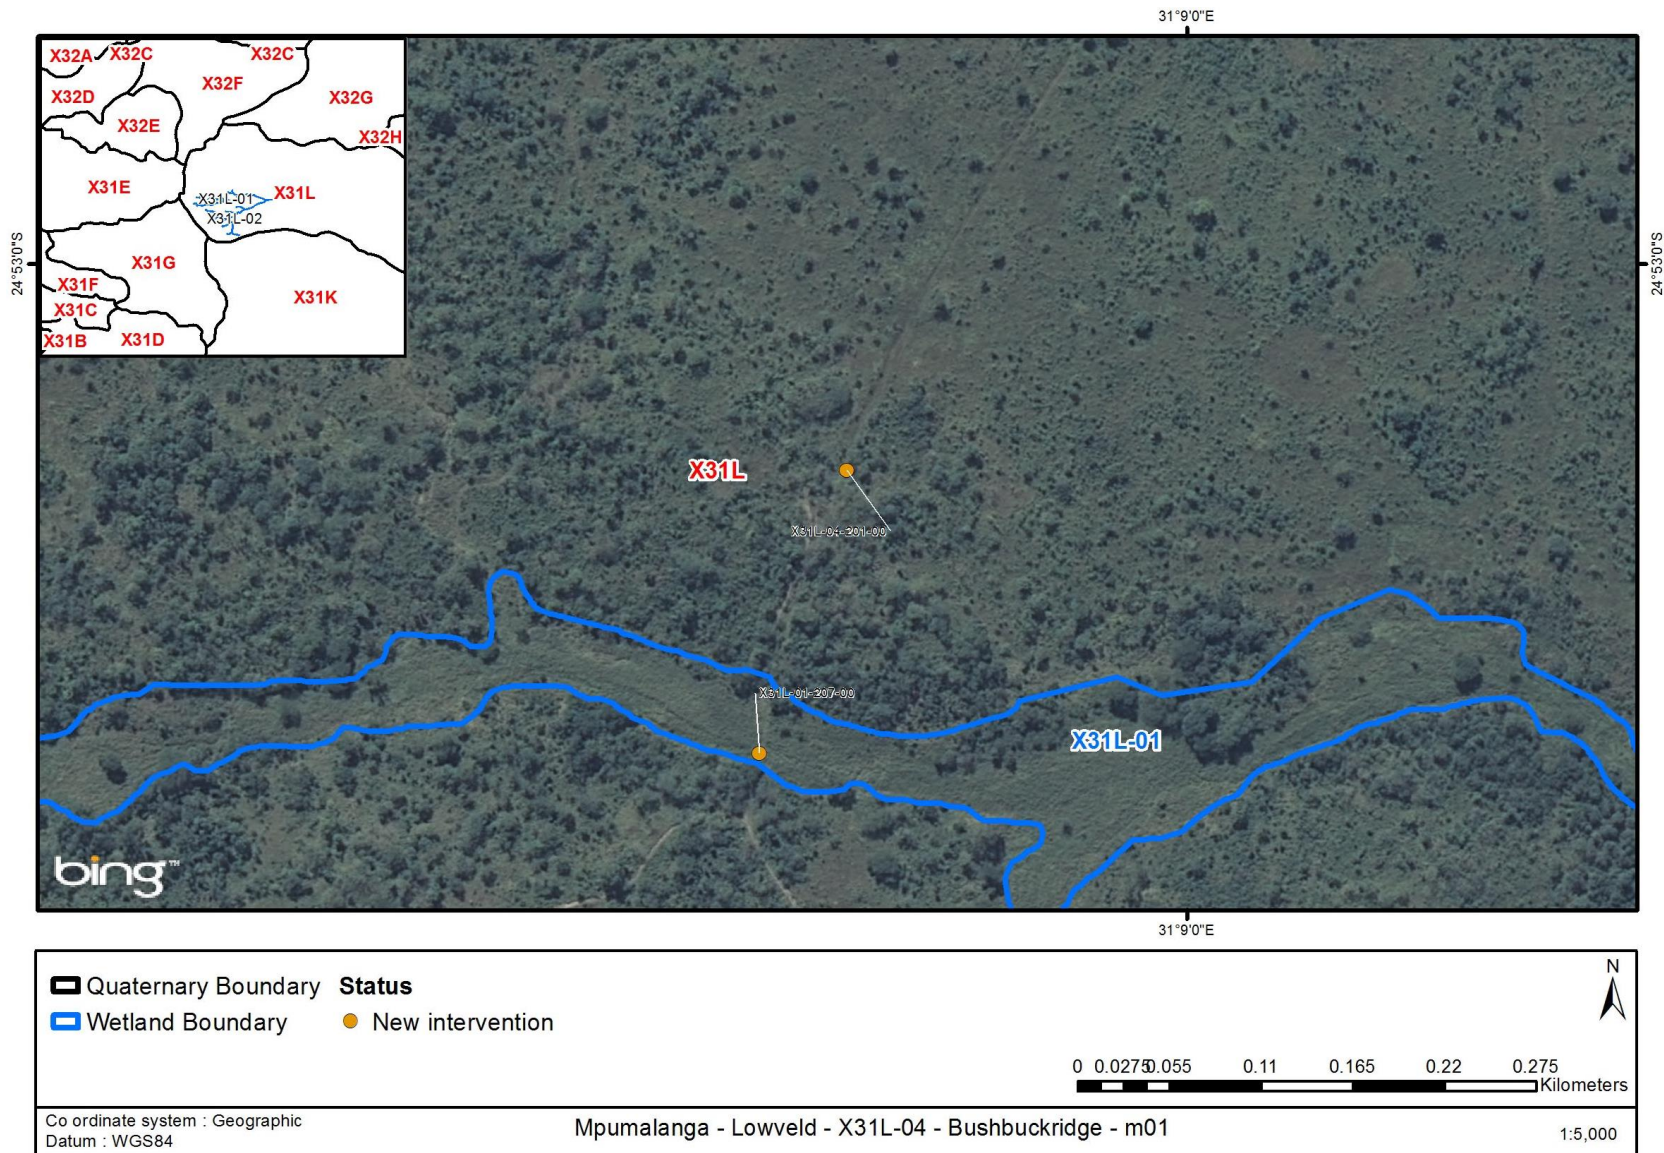 31°9'0"E
X32A
X32C
X32C
X32F
X32D
X32G
X32E
X32H
X31E
X31L
X31L-01
X31L-02
X31G
X31F
X31K
X31C
X31B
X31D
24°53'0"S
24°53'0"S
X31L
X31L-04-201-00
X31L-01-207-00
X31L-01
bing™
31°9'0"E
Quaternary Boundary
Status
Wetland Boundary
New intervention
N
0 0.0275 0.055 0.11 0.165 0.22 0.275
Kilometers
Co ordinate system : Geographic
Datum : WGS84
Mpumalanga - Lowveld - X31L-04 - Bushbuckridge - m01
1:5,000